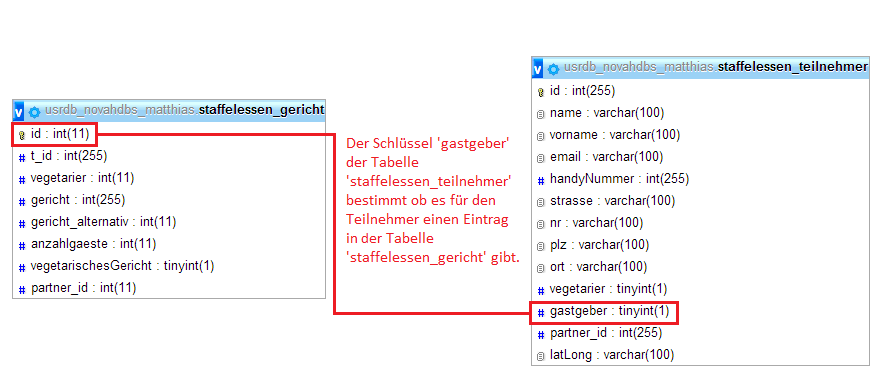 usrdb_novahdbs_matthias.staffelessen_gericht
id : int(11)
t_id : int(255)
vegetarier : int(11)
gericht : int(255)
gericht_alternativ : int(11)
anzahlgaeste : int(11)
vegetarischesGericht : tinyint(1)
partner_id : int(11)
Der Schlüssel 'gastgeber'
der Tabelle
'staffelessen_teilnehmer'
bestimmt ob es für den
Teilnehmer einen Eintrag
in der Tabelle
'staffelessen_gericht' gibt.
usrdb_novahdbs_matthias.staffelessen_teilnehmer
id : int(255)
name : varchar(100)
vorname : varchar(100)
email : varchar(100)
handyNummer : int(255)
strasse : varchar(100)
nr : varchar(100)
plz : varchar(100)
ort : varchar(100)
vegetarier : tinyint(1)
gastgeber : tinyint(1)
partner_id : int(255)
latLong : varchar(100)